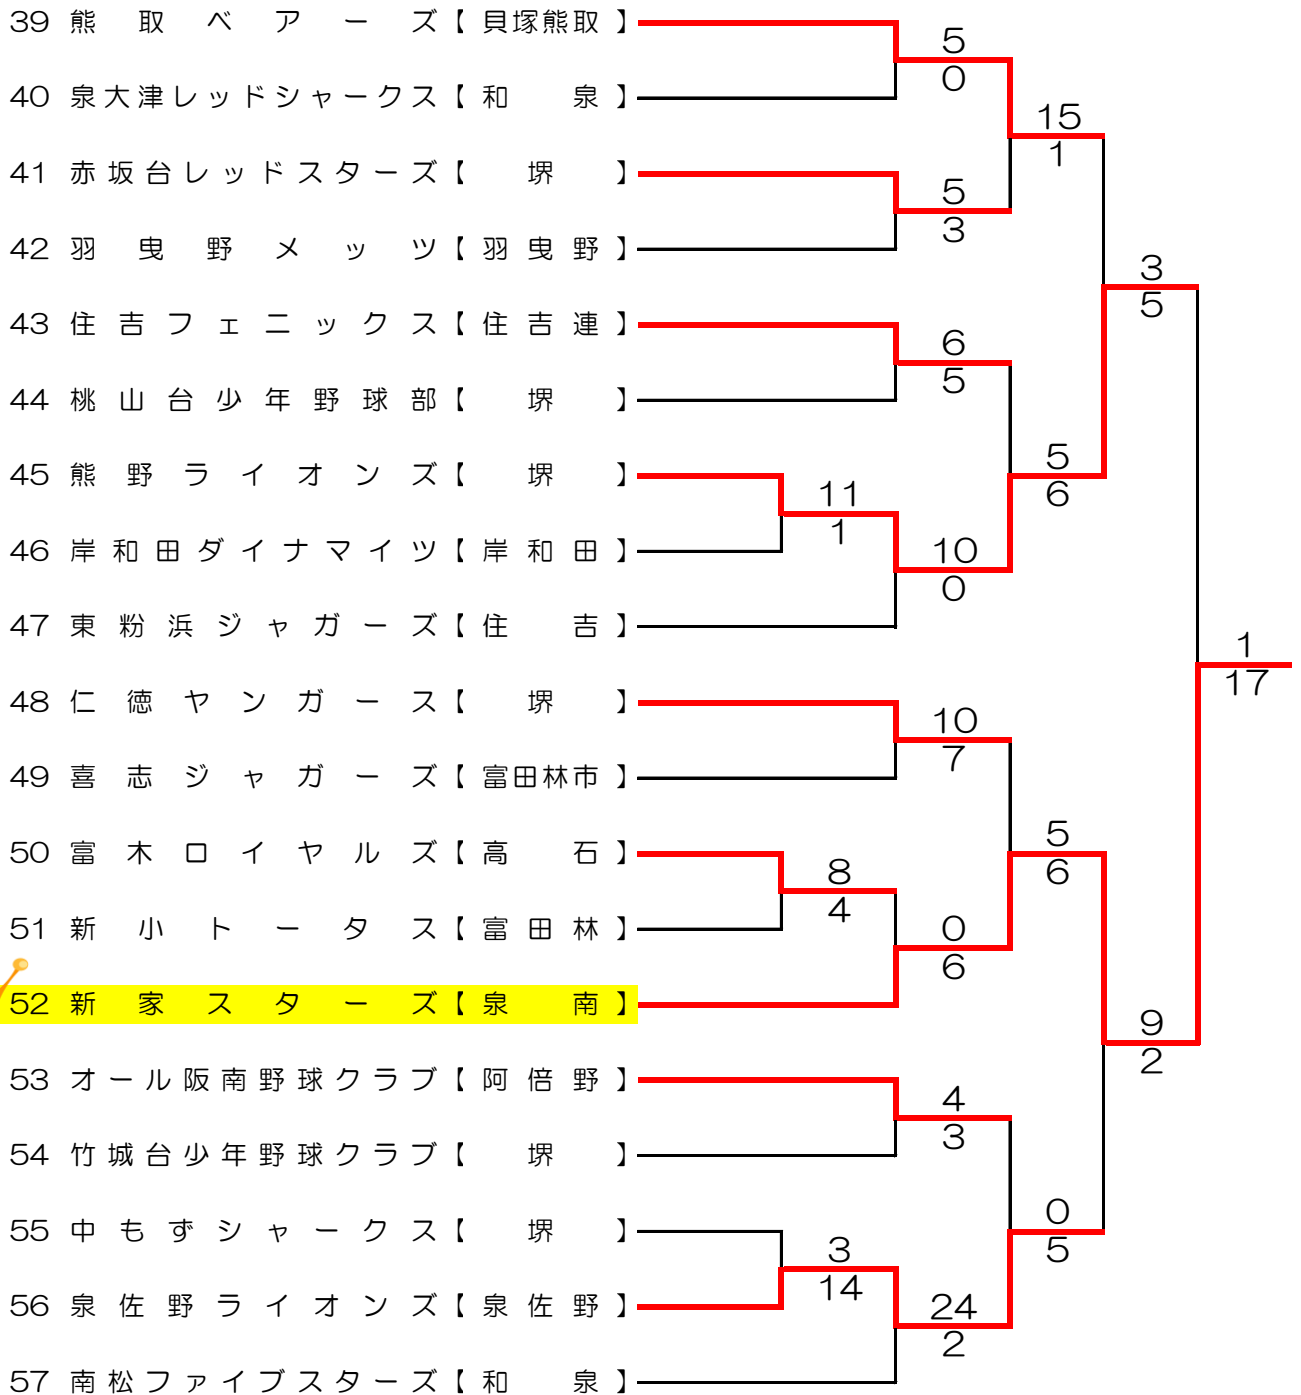 39 熊取ベアーズ【貝塚熊取】
40 泉大津レッドシャークス【和泉】
41 赤坂台レッドスターズ【堺】
42 羽曳野メッツ【羽曳野】
43 住吉フェニックス【住吉連】
44 桃山台少年野球部【堺】
45 熊野ライオンズ【堺】
46 岸和田ダイナマイツ【岸和田】
47 東粉浜ジャガーズ【住吉】
48 仁徳ヤンガース【堺】
49 喜志ジャガーズ【富田林市】
50 富木ロイヤルズ【高石】
51 新小トータス【富田林】
52 新家スターズ【泉南】
53 オール阪南野球クラブ【阿倍野】
54 竹城台少年野球クラブ【堺】
55 中もずシャークス【堺】
56 泉佐野ライオンズ【泉佐野】
57 南松ファイブスターズ【和泉】
11
1
8
4
3
14
5
0
5
3
6
5
10
0
10
7
0
6
4
3
24
2
15
1
5
6
5
6
0
5
3
5
9
2
1
17